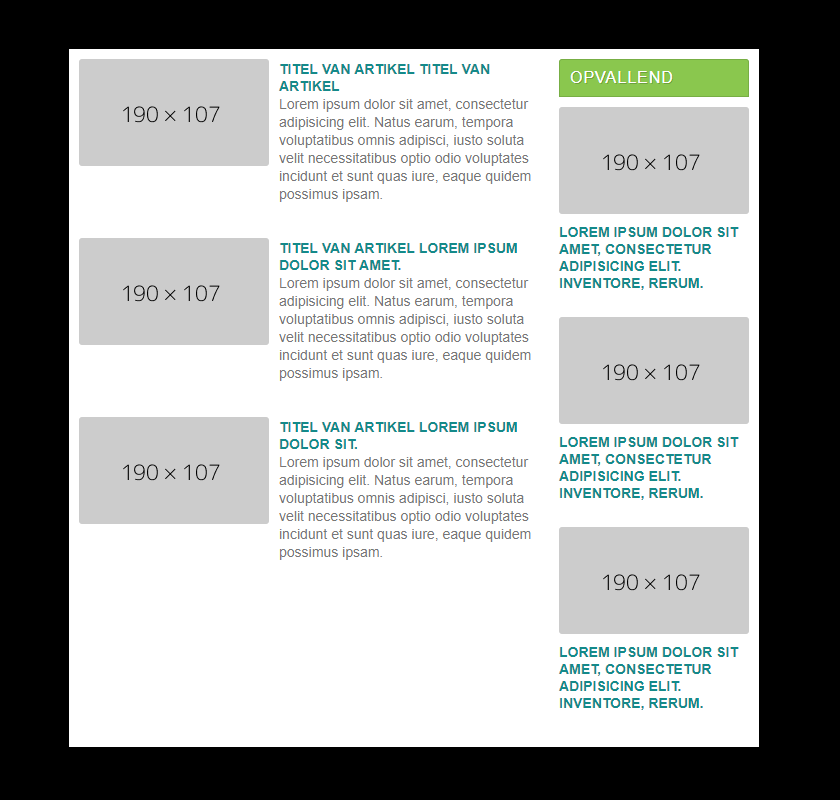 190 × 107
TITEL VAN ARTIKEL TITEL VAN
ARTIKEL
Lorem ipsum dolor sit amet, consectetur
adipisicing elit. Natus earum, tempora
voluptatibus omnis adipisci, iusto soluta
velit necessitatibus optio odio voluptates
incidunt et sunt quas iure, eaque quidem
possimus ipsam.
190 × 107
TITEL VAN ARTIKEL LOREM IPSUM
DOLOR SIT AMET.
Lorem ipsum dolor sit amet, consectetur
adipisicing elit. Natus earum, tempora
voluptatibus omnis adipisci, iusto soluta
velit necessitatibus optio odio voluptates
incidunt et sunt quas iure, eaque quidem
possimus ipsam.
190 × 107
TITEL VAN ARTIKEL LOREM IPSUM
DOLOR SIT.
Lorem ipsum dolor sit amet, consectetur
adipisicing elit. Natus earum, tempora
voluptatibus omnis adipisci, iusto soluta
velit necessitatibus optio odio voluptates
incidunt et sunt quas iure, eaque quidem
possimus ipsam.
OPVALLEND
190 × 107
LOREM IPSUM DOLOR SIT
AMET, CONSECTETUR
ADIPISICING ELIT.
INVENTORE, RERUM.
190 × 107
LOREM IPSUM DOLOR SIT
AMET, CONSECTETUR
ADIPISICING ELIT.
INVENTORE, RERUM.
190 × 107
LOREM IPSUM DOLOR SIT
AMET, CONSECTETUR
ADIPISICING ELIT.
INVENTORE, RERUM.